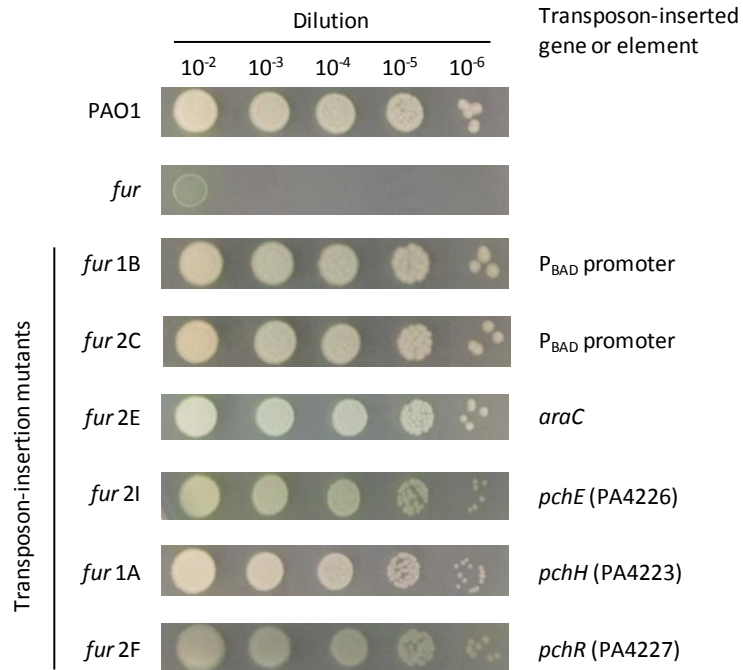 Dilution
Transposon-inserted
gene or element
10-2 10-3 10-4 10-5 10-6
PAO1
fur
fur 1B PBAD promoter
fur 2C PBAD promoter
fur 2E araC
fur 2I pchE (PA4226)
fur 1A pchH (PA4223)
fur 2F pchR (PA4227)
Transposon-insertion mutants